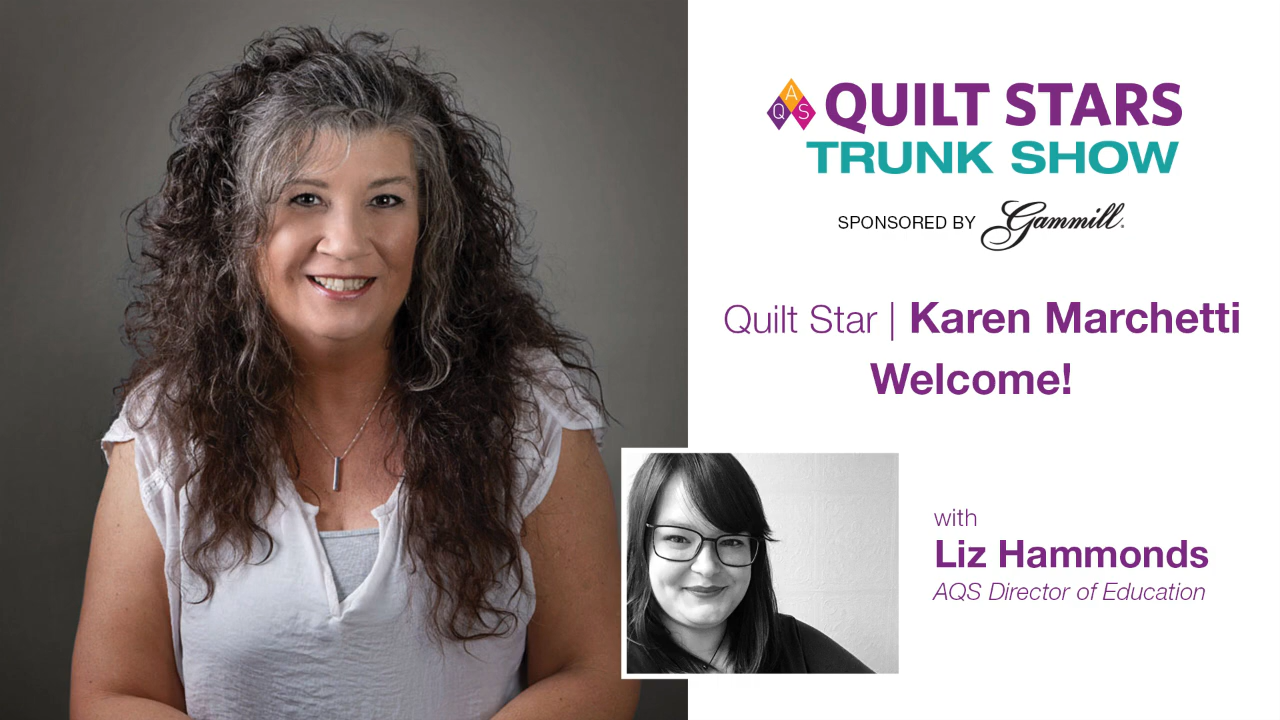 AQS QUILT STARS
TRUNK SHOW
SPONSORED BY Gammill
Quilt Star | Karen Marchetti
Welcome!
with
Liz Hammonds
AQS Director of Education